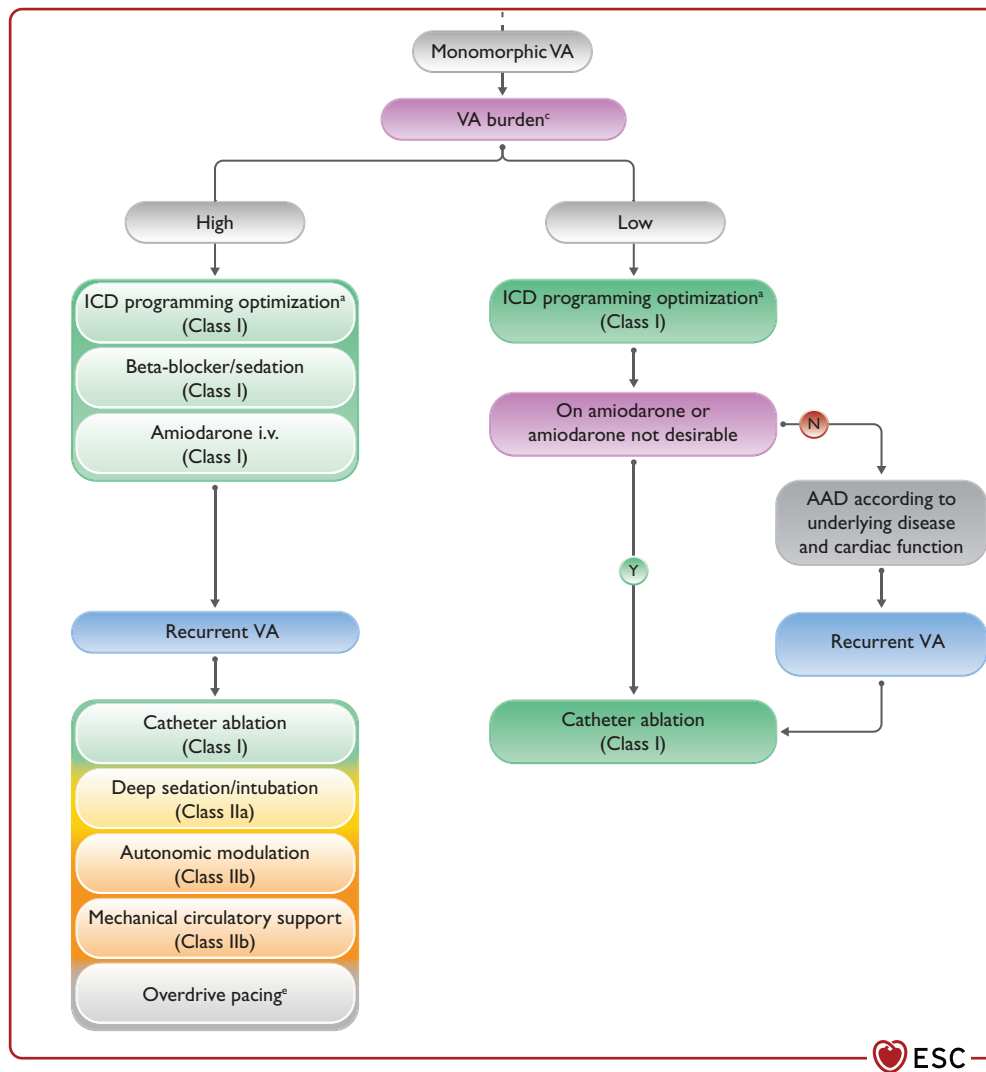 Monomorphic VA
VA burdenᶜ
High
Low
ICD programming optimizationᵃ
(Class I)
Beta-blocker/sedation
(Class I)
Amiodarone i.v.
(Class I)
Recurrent VA
Catheter ablation
(Class I)
Deep sedation/intubation
(Class IIa)
Autonomic modulation
(Class IIb)
Mechanical circulatory support
(Class IIb)
Overdrive pacingᵉ
ICD programming optimizationᵃ
(Class I)
On amiodarone or
amiodarone not desirable
N
AAD according to
underlying disease
and cardiac function
Y
Recurrent VA
Catheter ablation
(Class I)
ESC